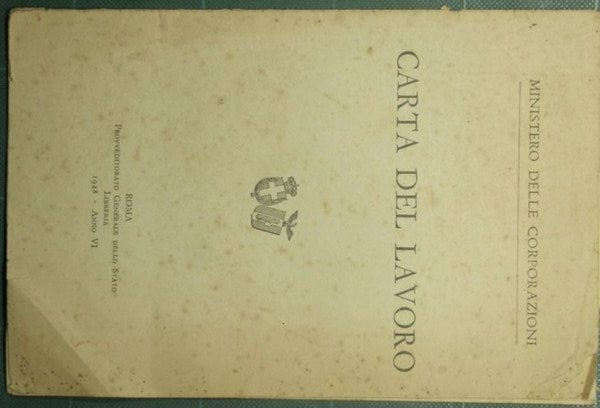 MINISTERO DELLE CORPORAZIONI
CARTA DEL LAVORO
ROMA
PROVVEDITORATO GENERALE DELLO STATO
LIBRERIA
1928 - ANNO VI